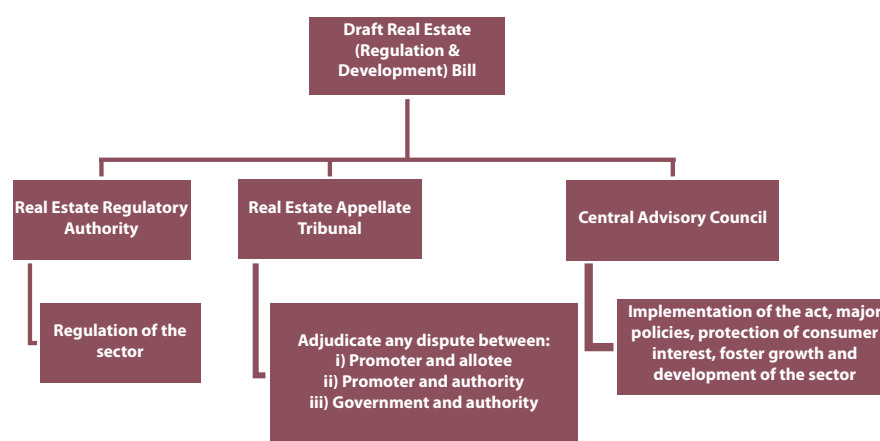 Draft Real Estate
(Regulation &
Development) Bill
Real Estate Regulatory
Authority
Real Estate Appellate
Tribunal
Central Advisory Council
Regulation of the
sector
Adjudicate any dispute between:
i) Promoter and allotee
ii) Promoter and authority
iii) Government and authority
Implementation of the act, major
policies, protection of consumer
interest, foster growth and
development of the sector